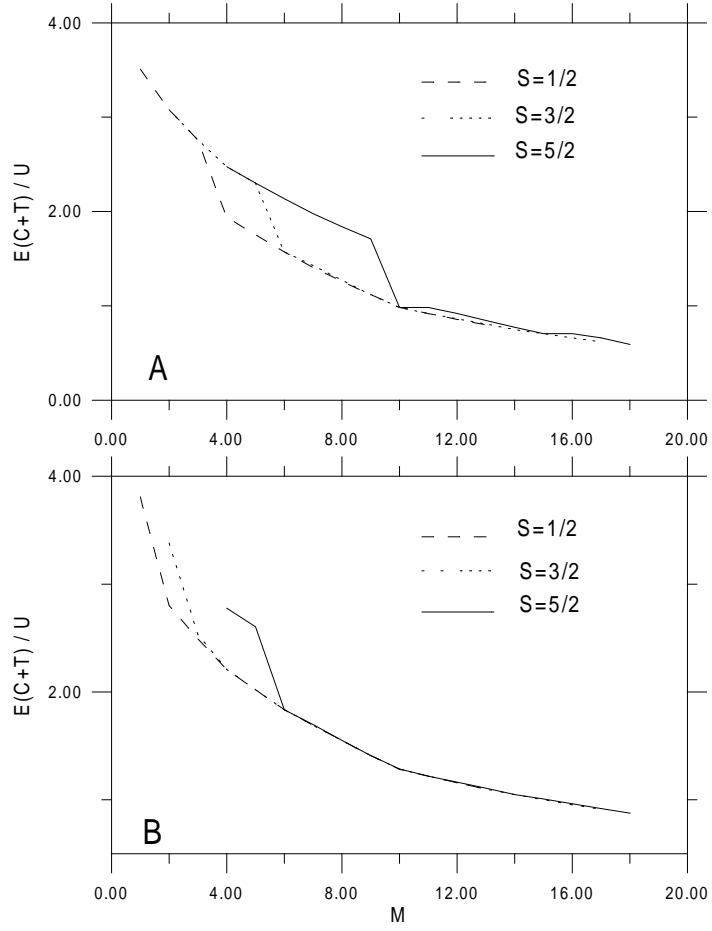 4.00
S=1/2
S=3/2
S=5/2
E(C+T) / U
2.00
A
0.00
0.00 4.00 8.00 12.00 16.00 20.00
4.00
S=1/2
S=3/2
S=5/2
E(C+T) / U
2.00
B
0.00 4.00 8.00 12.00 16.00 20.00
M